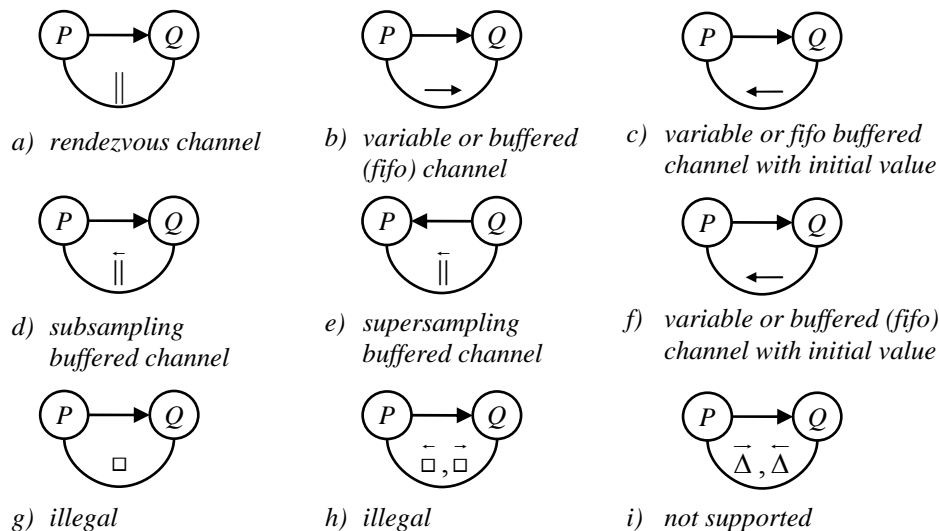 P Q P Q P Q
|| → ←
a) rendezvous channel
b) variable or buffered
(fifo) channel
c) variable or fifo buffered
channel with initial value
P Q P Q P Q
||⃖ ||⃖ ←
d) subsampling
buffered channel
e) supersampling
buffered channel
f) variable or buffered (fifo)
channel with initial value
P Q P Q P Q
□ □⃖ , □⃗ Δ⃗ , Δ⃖
g) illegal
h) illegal
i) not supported